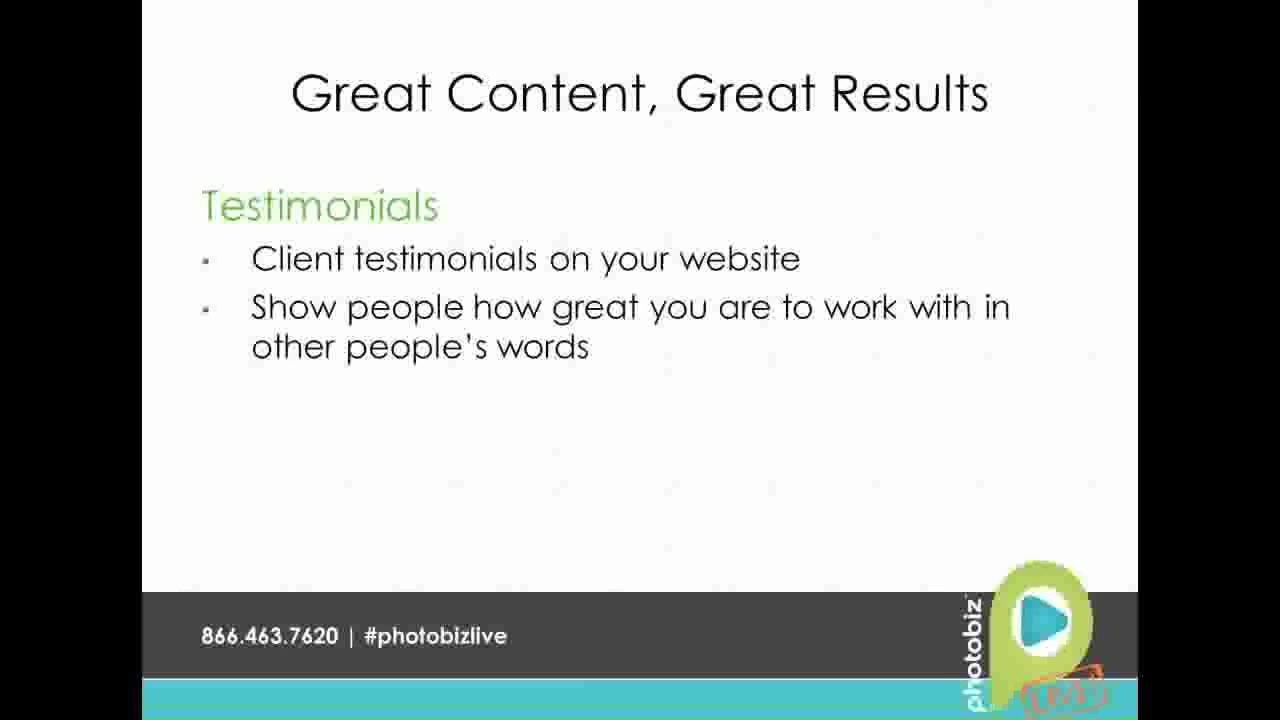 Great Content, Great Results
Testimonials
▪ Client testimonials on your website
▪ Show people how great you are to work with in
other people's words
866.463.7620 | #photobizlive
photobiz
LIVE